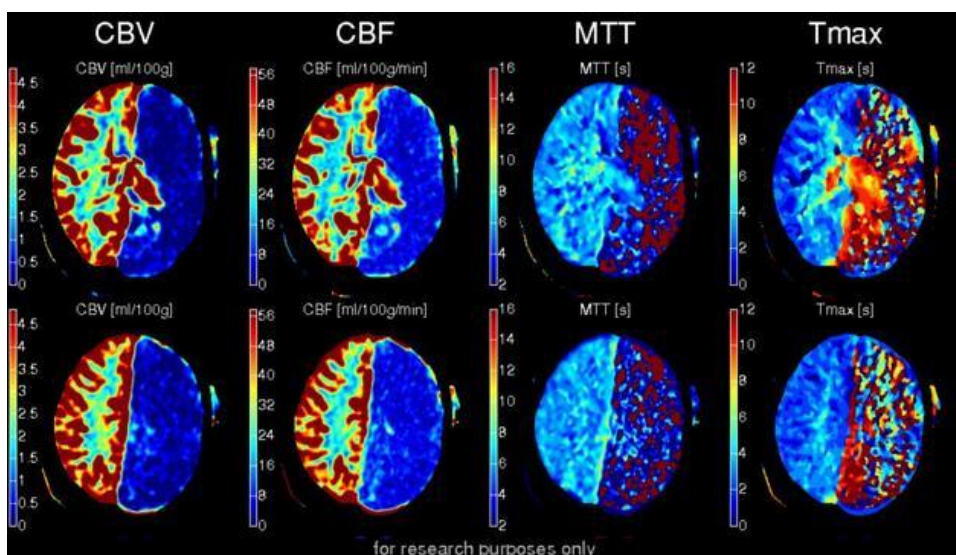 CBV CBF MTT Tmax
CBV [ml/100g] CBF [ml/100g/min] MTT [s] Tmax [s]
4.5 56 16 12
4 48 14 10
3.5 40 12 8
3 32 10 6
2.5 24 8 4
2 16 6 2
1.5 8 4 0
1 0 2
0.5
0
CBV [ml/100g] CBF [ml/100g/min] MTT [s] Tmax [s]
4.5 56 16 12
4 48 14 10
3.5 40 12 8
3 32 10 6
2.5 24 8 4
2 16 6 2
1.5 8 4 0
1 0 2
0.5
0
for research purposes only